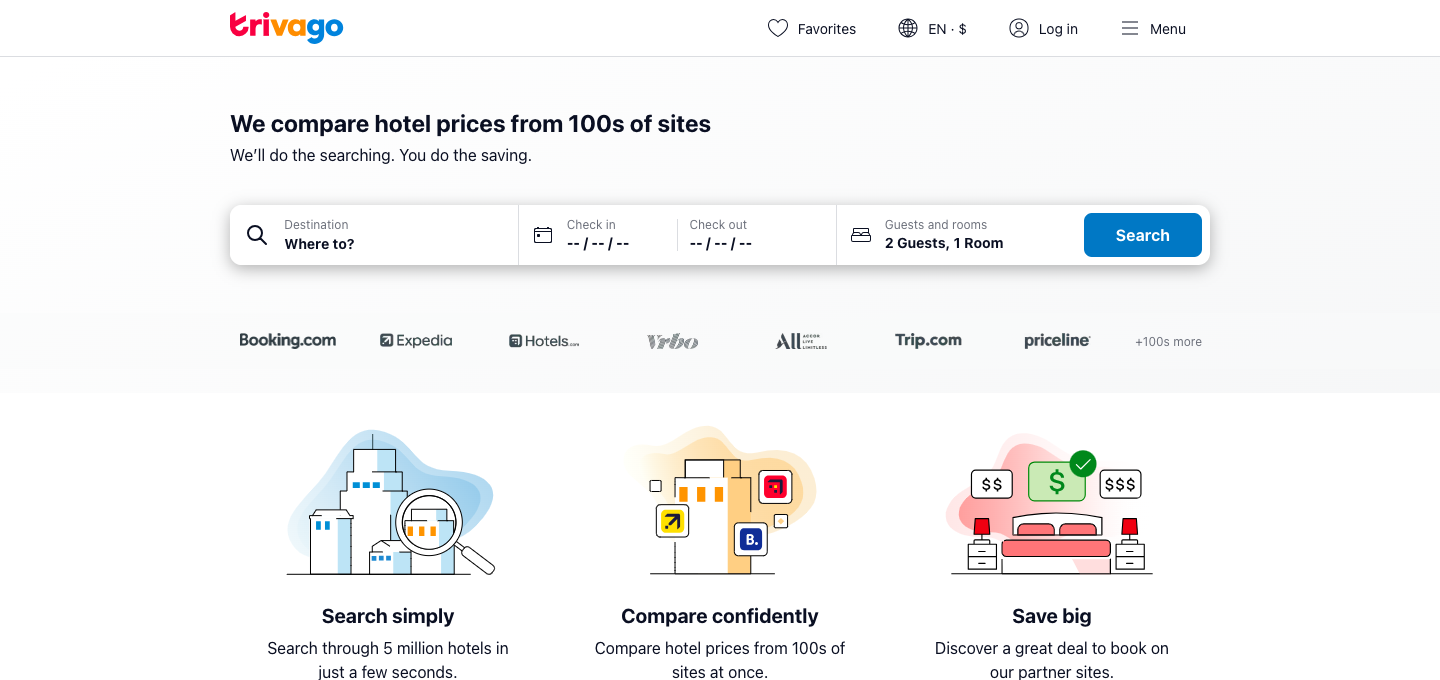 trivago
Favorites
EN · $
Log in
Menu
We compare hotel prices from 100s of sites
We'll do the searching. You do the saving.
Destination
Where to?
Check in
-- / -- / --
Check out
-- / -- / --
Guests and rooms
2 Guests, 1 Room
Search
Booking.com
Expedia
Hotels.com
Vrbo
All ACCOR
LIVE
LIMITLESS
Trip.com
priceline
+100s more
B.
$$
$
$$$
Search simply
Search through 5 million hotels in
just a few seconds.
Compare confidently
Compare hotel prices from 100s of
sites at once.
Save big
Discover a great deal to book on
our partner sites.